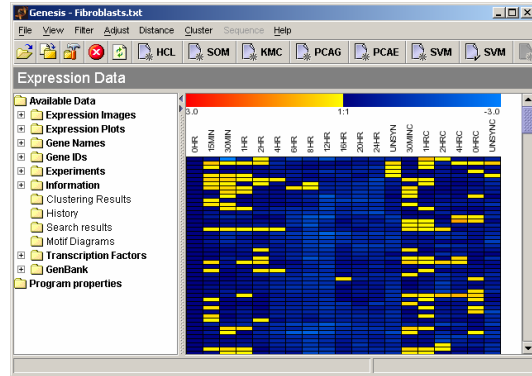 Genesis - Fibroblasts.txt
File View Filter Adjust Distance Cluster Sequence Help
HCL SOM KMC PCAG PCAE SVM SVM
Expression Data
Available Data
Expression Images
Expression Plots
Gene Names
Gene IDs
Experiments
Information
Clustering Results
History
Search results
Motif Diagrams
Transcription Factors
GenBank
Program properties
3.0 1:1 -3.0
0HR 15MIN 30MIN 1HR 2HR 4HR 6HR 8HR 12HR 16HR 20HR 24HR UNSYN 30MINC 1HRC 2HRC 4HRC 0HRC UNSYNC